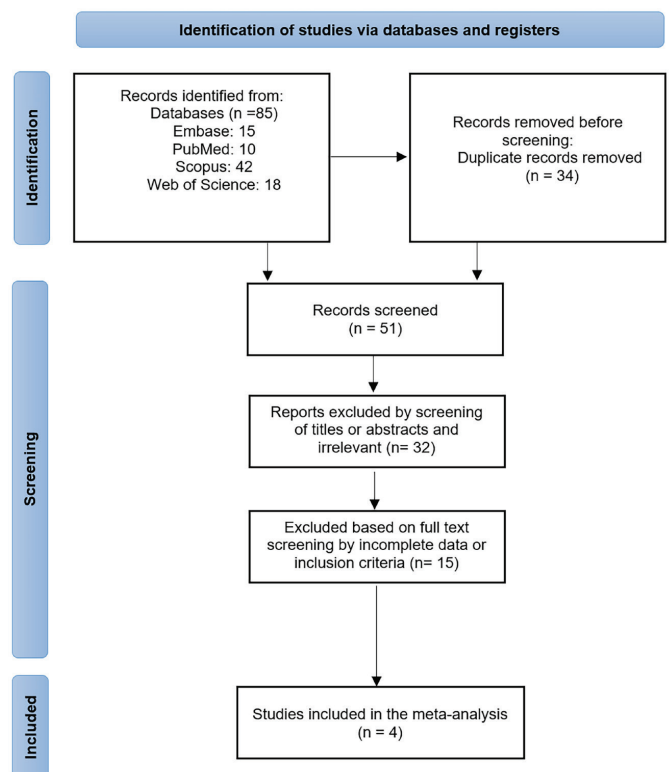 Identification of studies via databases and registers
Identification
Records identified from:
Databases (n =85)
Embase: 15
PubMed: 10
Scopus: 42
Web of Science: 18
Records removed before
screening:
Duplicate records removed
(n = 34)
Screening
Records screened
(n = 51)
Reports excluded by screening
of titles or abstracts and
irrelevant (n= 32)
Excluded based on full text
screening by incomplete data or
inclusion criteria (n= 15)
Included
Studies included in the meta-analysis
(n = 4)